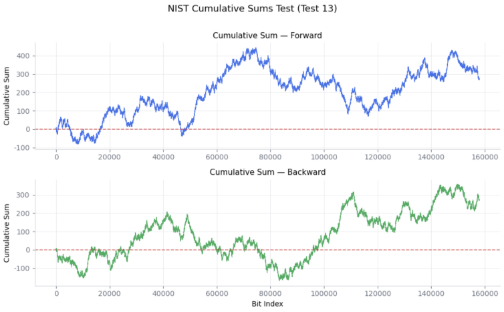 NIST Cumulative Sums Test (Test 13)
Cumulative Sum — Forward
Cumulative Sum
400
300
200
100
0
-100
0 20000 40000 60000 80000 100000 120000 140000 160000
Cumulative Sum — Backward
Cumulative Sum
300
200
100
0
-100
0 20000 40000 60000 80000 100000 120000 140000 160000
Bit Index